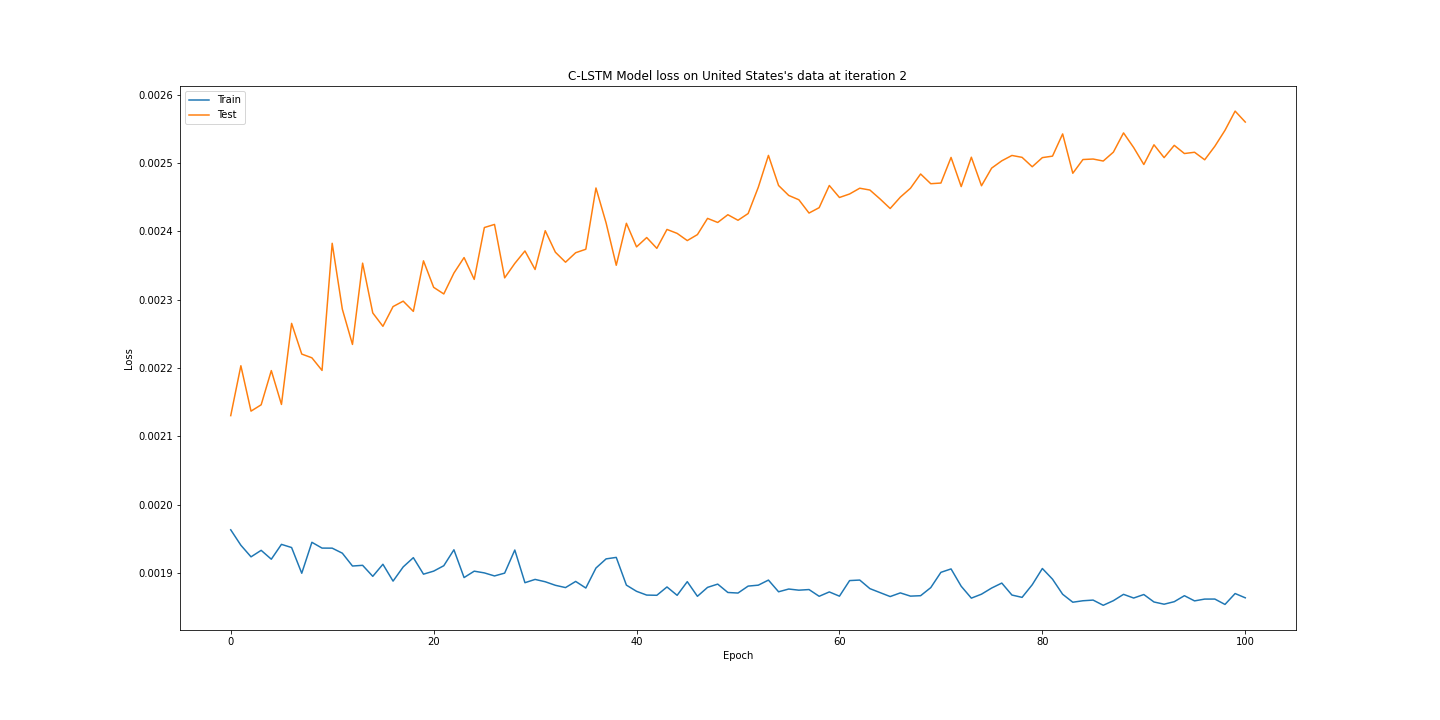 C-LSTM Model loss on United States's data at iteration 2
0.0026
Train
Test
0.0025
0.0024
0.0023
0.0022
Loss
0.0021
0.0020
0.0019
0 20 40 60 80 100
Epoch